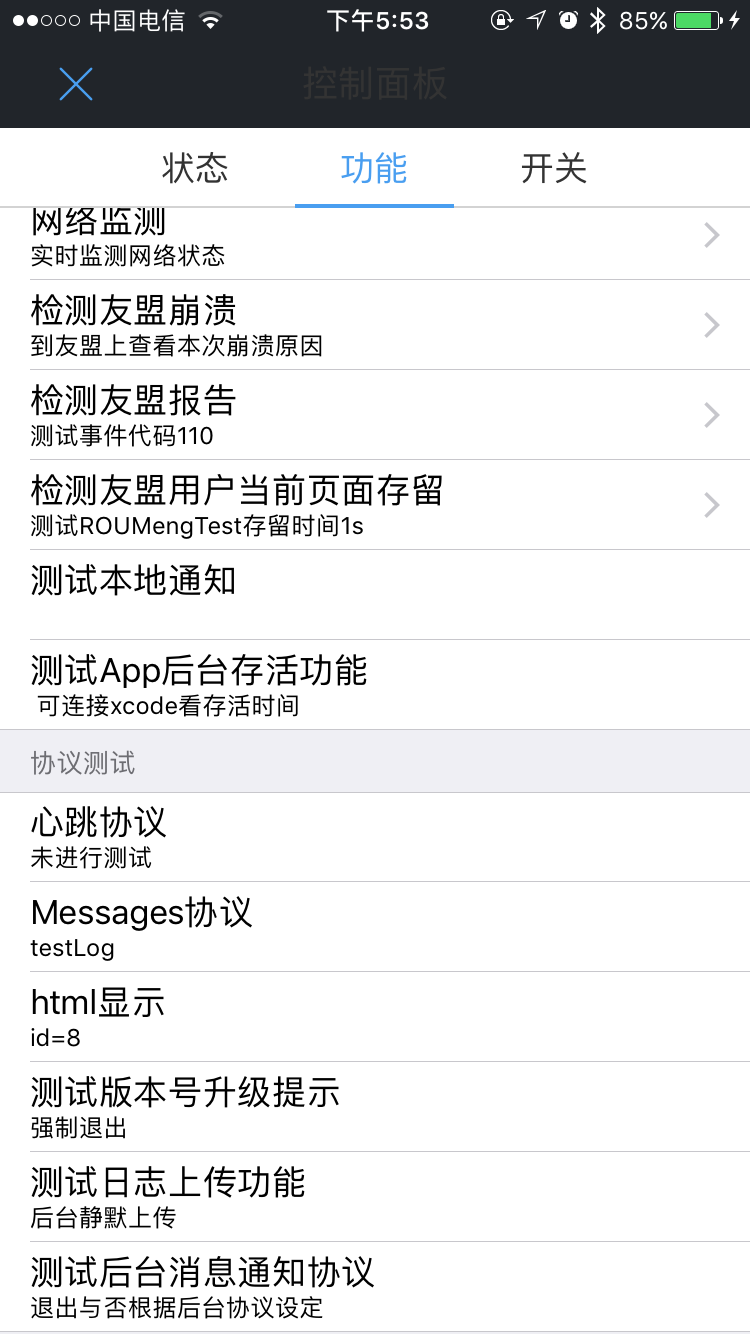 中国电信 下午5:53 85%
控制面板
状态 功能 开关
网络监测
实时监测网络状态
检测友盟崩溃
到友盟上查看本次崩溃原因
检测友盟报告
测试事件代码110
检测友盟用户当前页面存留
测试ROUMengTest存留时间1s
测试本地通知
测试App后台存活功能
可连接xcode看存活时间
协议测试
心跳协议
未进行测试
Messages协议
testLog
html显示
id=8
测试版本号升级提示
强制退出
测试日志上传功能
后台静默上传
测试后台消息通知协议
退出与否根据后台协议设定